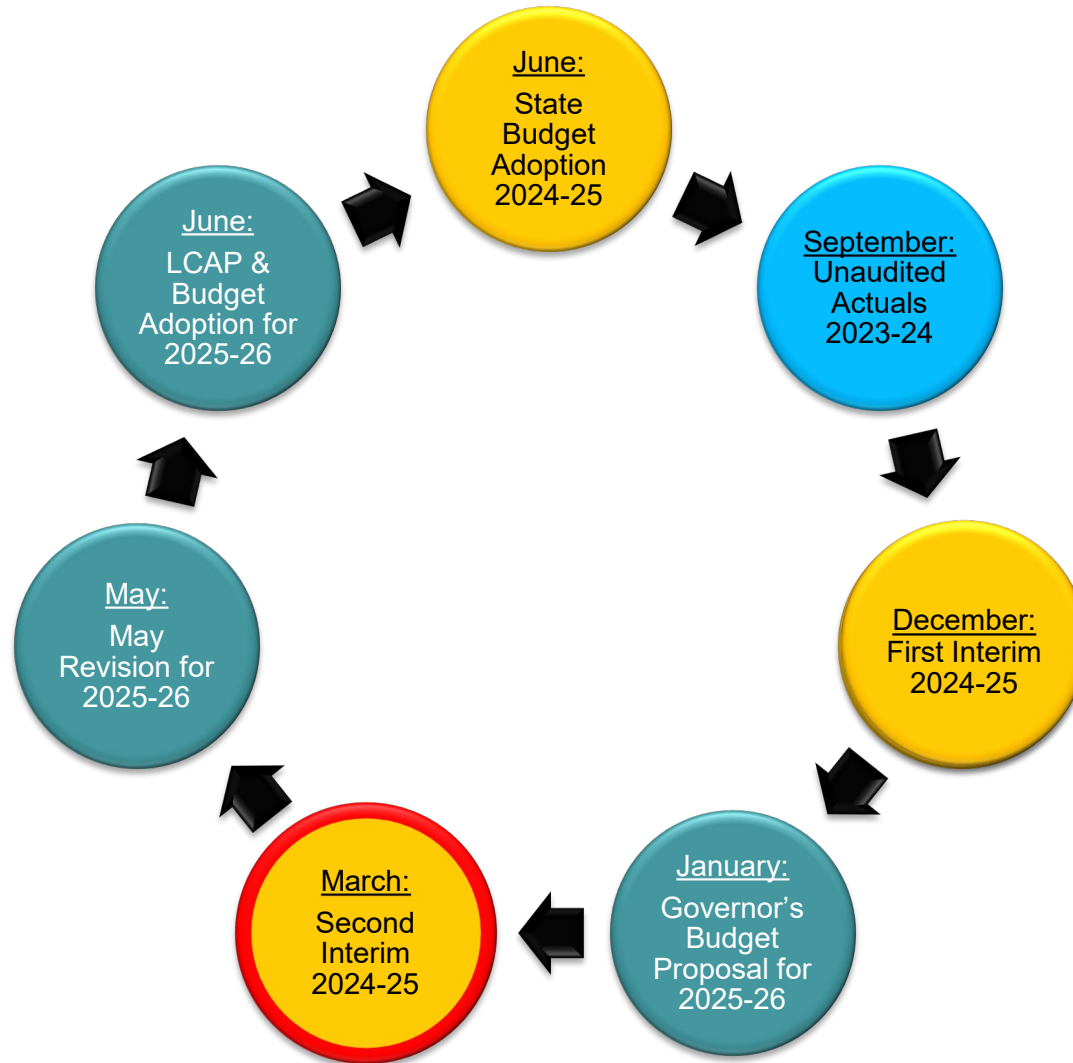 June:
State
Budget
Adoption
2024-25
September:
Unaudited
Actuals
2023-24
December:
First Interim
2024-25
January:
Governor’s
Budget
Proposal for
2025-26
March:
Second
Interim
2024-25
May:
May
Revision for
2025-26
June:
LCAP &
Budget
Adoption for
2025-26